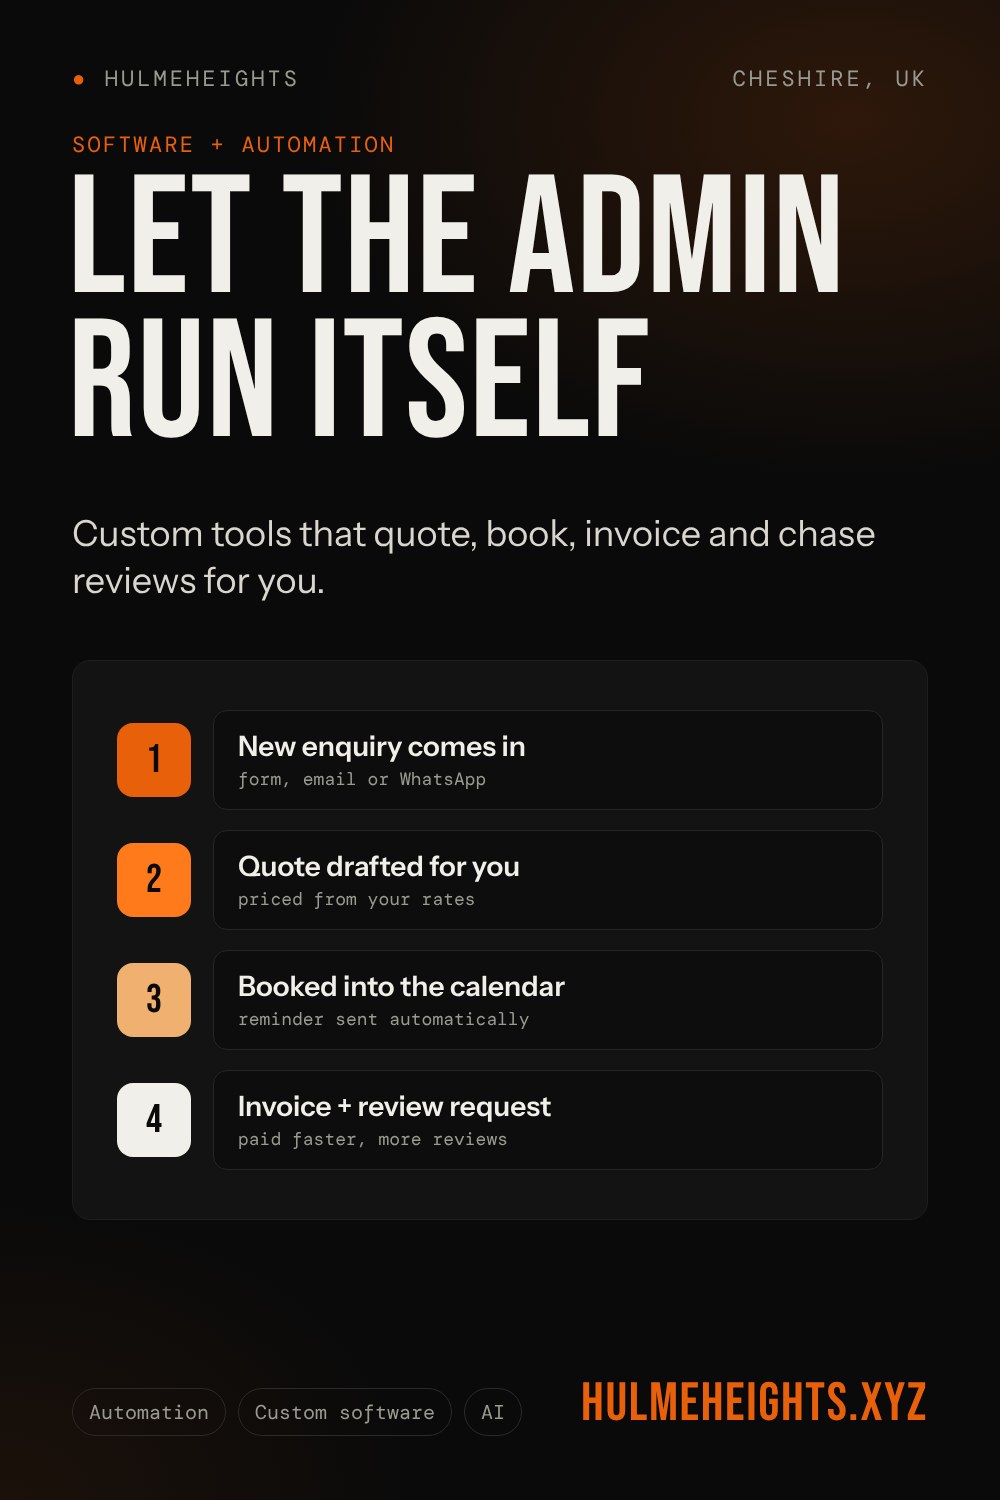 HULMEHEIGHTS
CHESHIRE, UK
SOFTWARE + AUTOMATION
LET THE ADMIN
RUN ITSELF
Custom tools that quote, book, invoice and chase
reviews for you.
1
New enquiry comes in
form, email or WhatsApp
2
Quote drafted for you
priced from your rates
3
Booked into the calendar
reminder sent automatically
4
Invoice + review request
paid faster, more reviews
Automation
Custom software
AI
HULMEHEIGHTS.XYZ